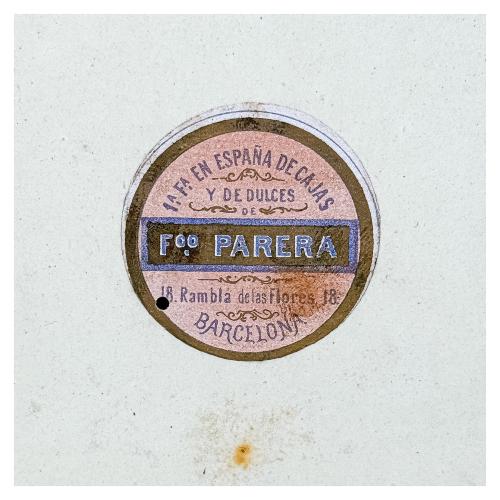 1A FA EN ESPAÑA DE CAJAS
Y DE DULCES
DE
Fco. PARERA
18. Rambla de las Flores, 18.
BARCELONA